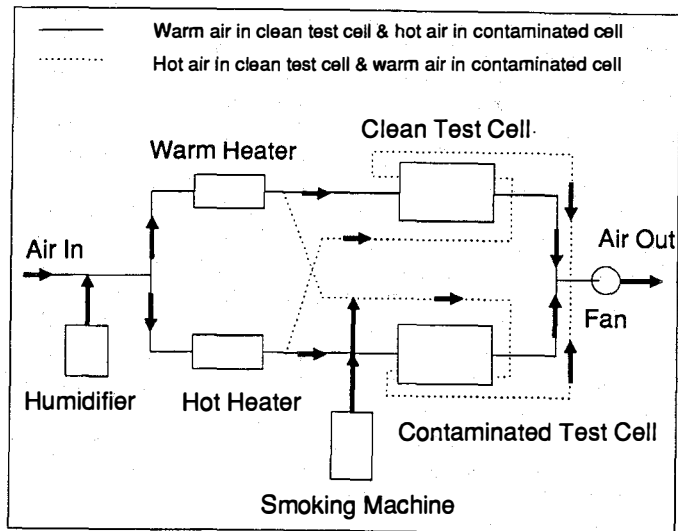 Warm air in clean test cell & hot air in contaminated cell
Hot air in clean test cell & warm air in contaminated cell
Clean Test Cell
Warm Heater
Air In
Air Out
Fan
Humidifier
Hot Heater
Contaminated Test Cell
Smoking Machine